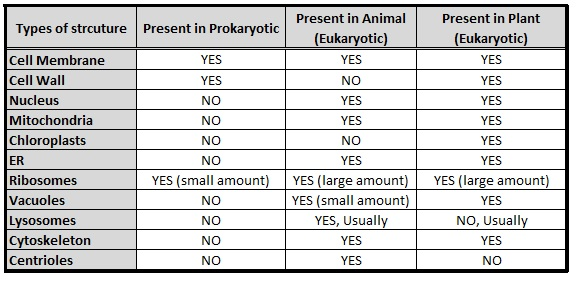 Types of strcuture Present in Prokaryotic Present in Animal (Eukaryotic) Present in Plant (Eukaryotic)
Cell Membrane YES YES YES
Cell Wall YES NO YES
Nucleus NO YES YES
Mitochondria NO YES YES
Chloroplasts NO NO YES
ER NO YES YES
Ribosomes YES (small amount) YES (large amount) YES (large amount)
Vacuoles NO YES (small amount) YES
Lysosomes NO YES, Usually NO, Usually
Cytoskeleton NO YES YES
Centrioles NO YES NO